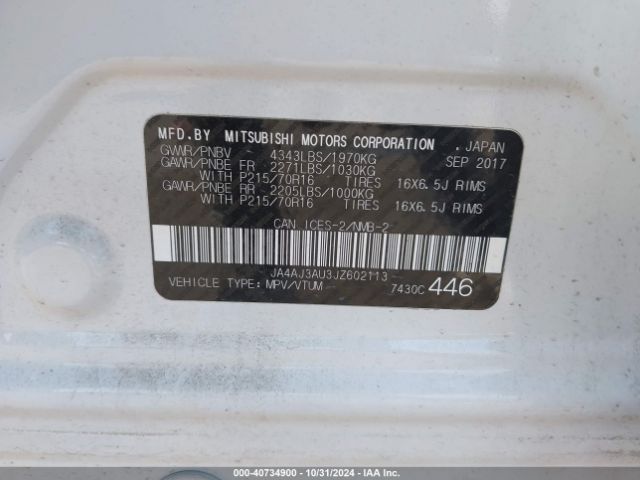 MFD.BY MITSUBISHI MOTORS CORPORATION , JAPAN
GVWR/PNBV - 4343LBS/1970KG SEP 2017
GAWR/PNBE FR 2271LBS/1030KG
WITH P215/70R16 TIRES 16X6.5J RIMS
GAWR/PNBE RR 2205LBS/1000KG
WITH P215/70R16 TIRES 16X6.5J RIMS
CAN ICES-2/NMB-2
JA4AJ3AU3JZ602113
VEHICLE TYPE: MPV/VTUM 7430C 446
000-40734900 - 10/31/2024 - IAA Inc.